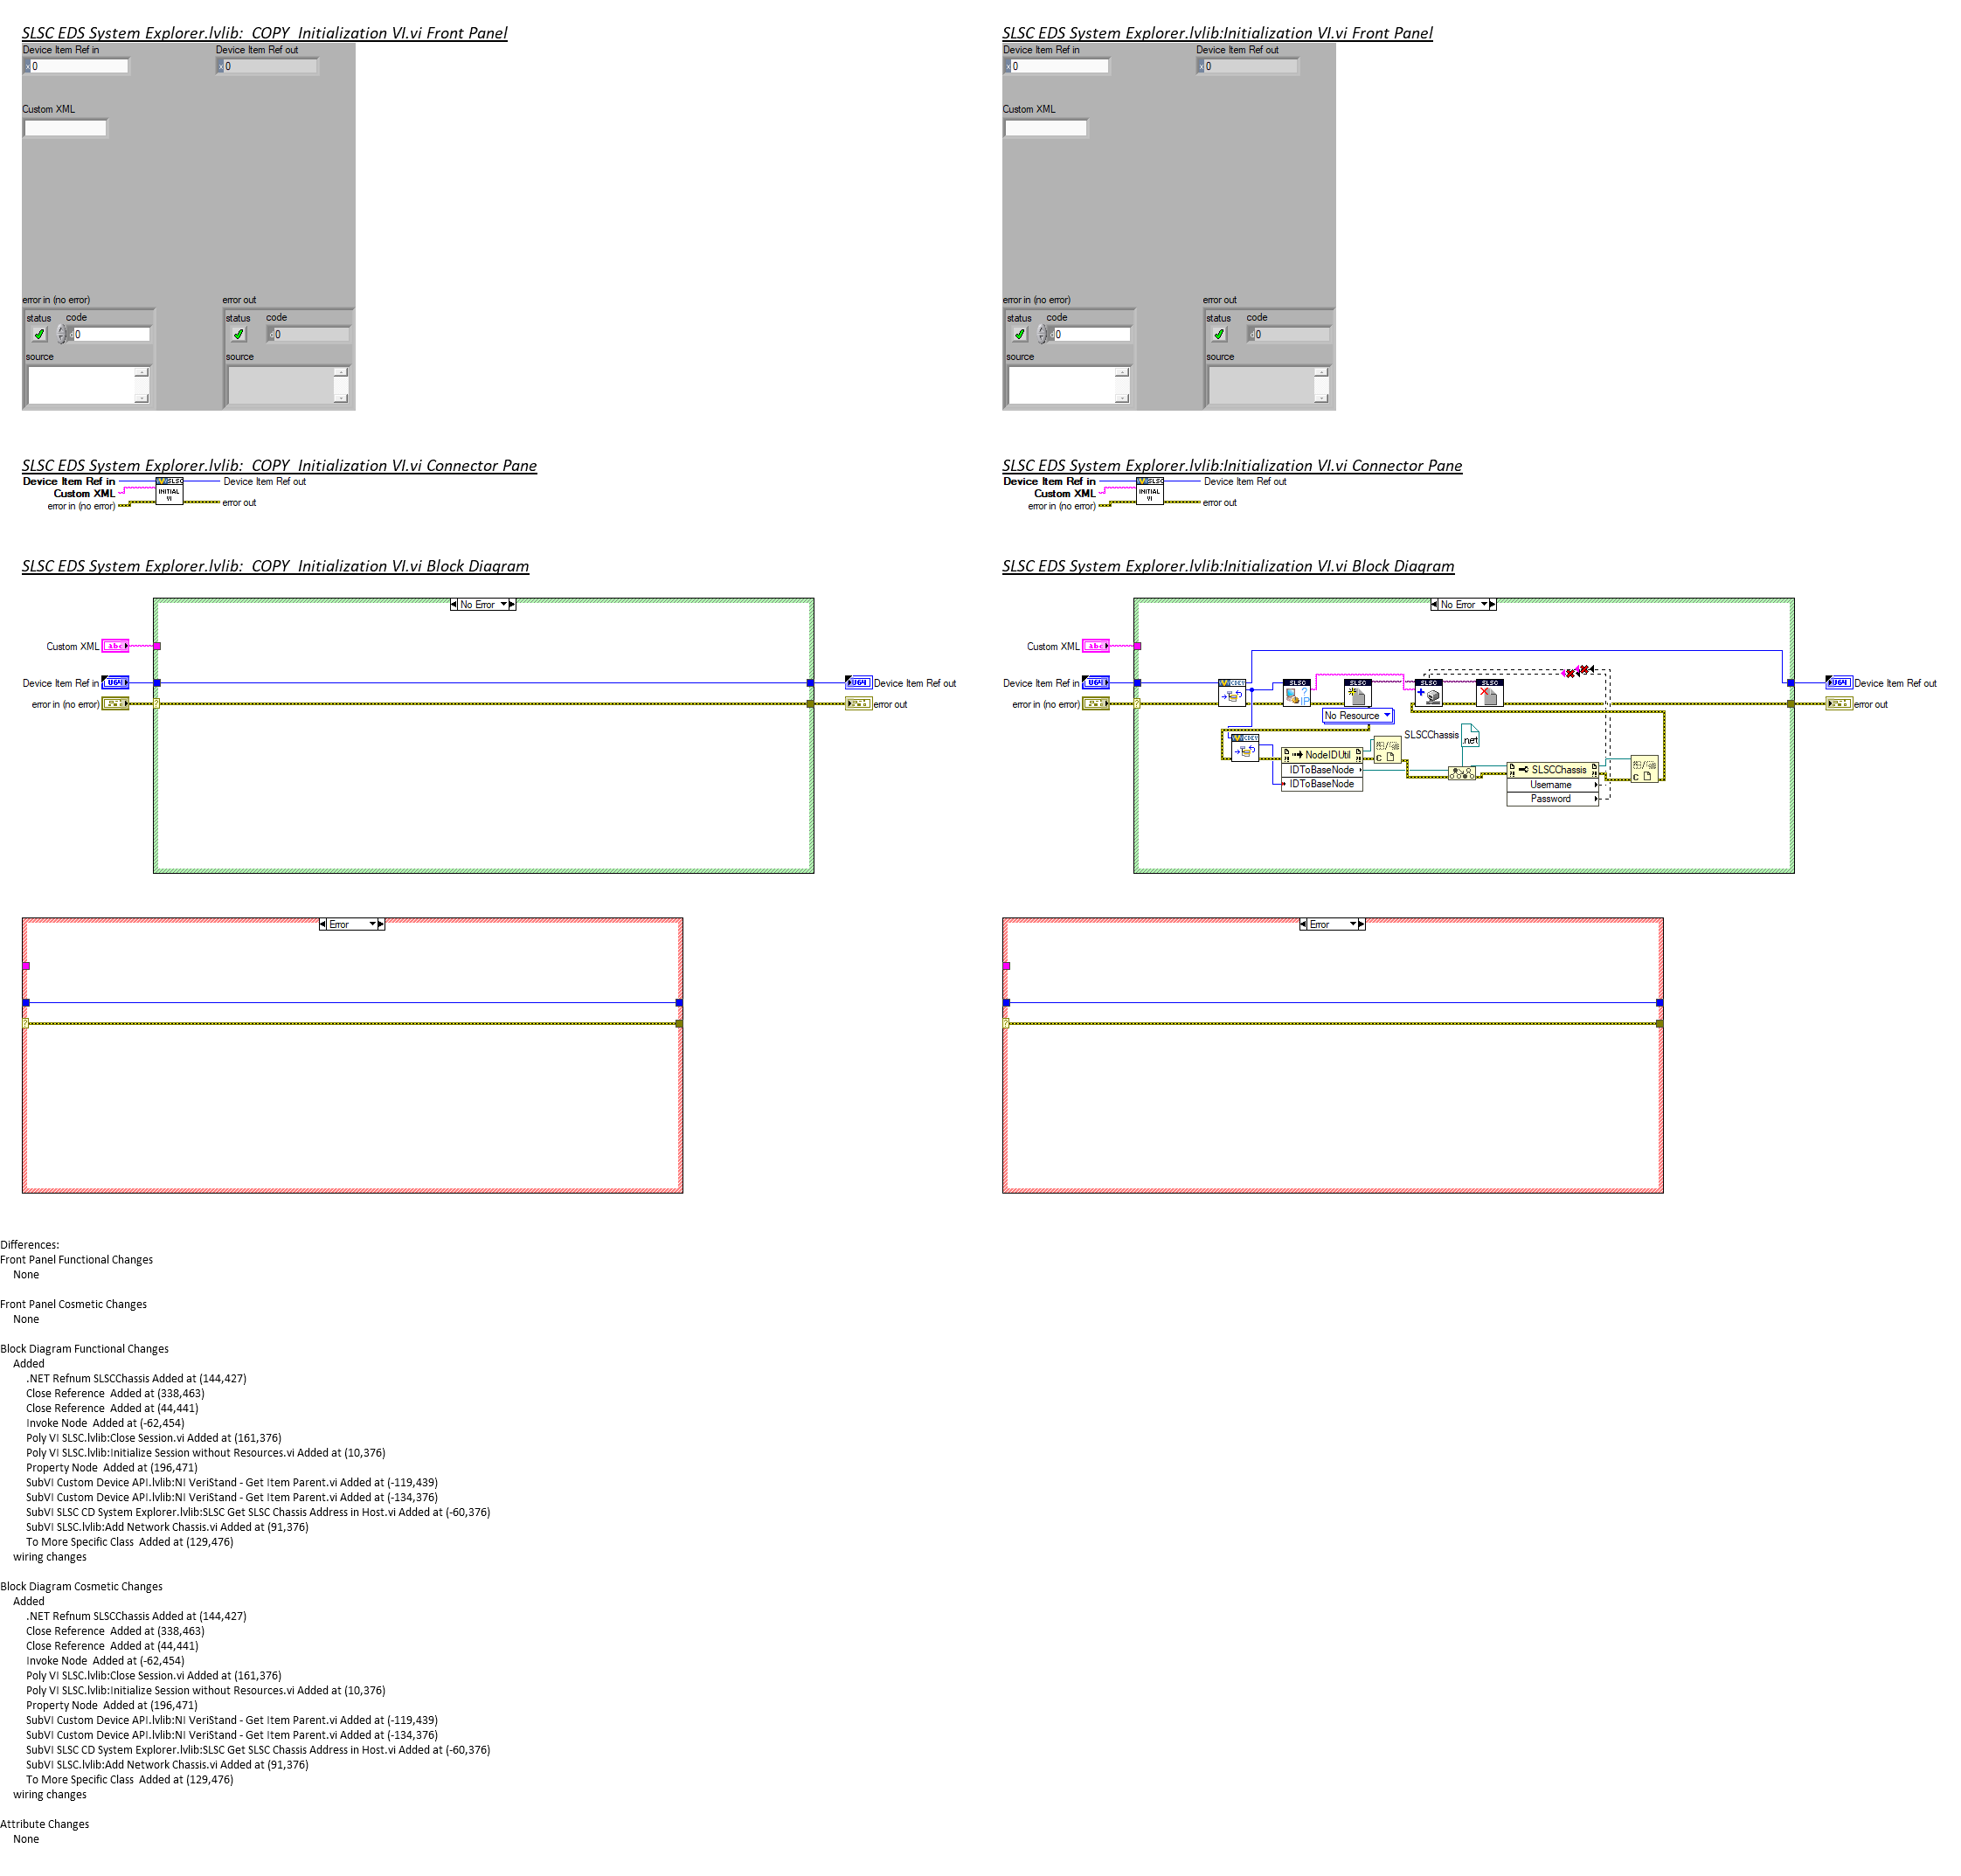 SLSC EDS System Explorer.lvlib:_COPY_Initialization VI.vi Front Panel
Device Item Ref in
Device Item Ref out
x 0
x 0
Custom XML
error in (no error)
error out
status
code
status
code
d 0
d 0
source
source
SLSC EDS System Explorer.lvlib:_COPY_Initialization VI.vi Connector Pane
Device Item Ref in
Device Item Ref out
Custom XML
error in (no error)
error out
SLSC
INITIAL
VI
SLSC EDS System Explorer.lvlib:_COPY_Initialization VI.vi Block Diagram
No Error
Custom XML
abc
Device Item Ref in
U64
U64
Device Item Ref out
error in (no error)
?
error out
Error
?
SLSC EDS System Explorer.lvlib:Initialization VI.vi Front Panel
Device Item Ref in
Device Item Ref out
x 0
x 0
Custom XML
error in (no error)
error out
status
code
status
code
d 0
d 0
source
source
SLSC EDS System Explorer.lvlib:Initialization VI.vi Connector Pane
Device Item Ref in
Device Item Ref out
Custom XML
error in (no error)
error out
SLSC
INITIAL
VI
SLSC EDS System Explorer.lvlib:Initialization VI.vi Block Diagram
No Error
Custom XML
abc
Device Item Ref in
CDEV
SLSC
SLSC
SLSC
SLSC
U64
U64
Device Item Ref out
error in (no error)
?
? IP
error out
No Resource
CDEV
SLSCChassis
.net
NodeIDUtil
IDToBaseNode
IDToBaseNode
C
SLSCChassis
Username
Password
C
Error
?
Differences:
Front Panel Functional Changes
None
Front Panel Cosmetic Changes
None
Block Diagram Functional Changes
Added
.NET Refnum SLSCChassis Added at (144,427)
Close Reference  Added at (338,463)
Close Reference  Added at (44,441)
Invoke Node  Added at (-62,454)
Poly VI SLSC.lvlib:Close Session.vi Added at (161,376)
Poly VI SLSC.lvlib:Initialize Session without Resources.vi Added at (10,376)
Property Node  Added at (196,471)
SubVI Custom Device API.lvlib:NI VeriStand - Get Item Parent.vi Added at (-119,439)
SubVI Custom Device API.lvlib:NI VeriStand - Get Item Parent.vi Added at (-134,376)
SubVI SLSC CD System Explorer.lvlib:SLSC Get SLSC Chassis Address in Host.vi Added at (-60,376)
SubVI SLSC.lvlib:Add Network Chassis.vi Added at (91,376)
To More Specific Class  Added at (129,476)
wiring changes
Block Diagram Cosmetic Changes
Added
.NET Refnum SLSCChassis Added at (144,427)
Close Reference  Added at (338,463)
Close Reference  Added at (44,441)
Invoke Node  Added at (-62,454)
Poly VI SLSC.lvlib:Close Session.vi Added at (161,376)
Poly VI SLSC.lvlib:Initialize Session without Resources.vi Added at (10,376)
Property Node  Added at (196,471)
SubVI Custom Device API.lvlib:NI VeriStand - Get Item Parent.vi Added at (-119,439)
SubVI Custom Device API.lvlib:NI VeriStand - Get Item Parent.vi Added at (-134,376)
SubVI SLSC CD System Explorer.lvlib:SLSC Get SLSC Chassis Address in Host.vi Added at (-60,376)
SubVI SLSC.lvlib:Add Network Chassis.vi Added at (91,376)
To More Specific Class  Added at (129,476)
wiring changes
Attribute Changes
None